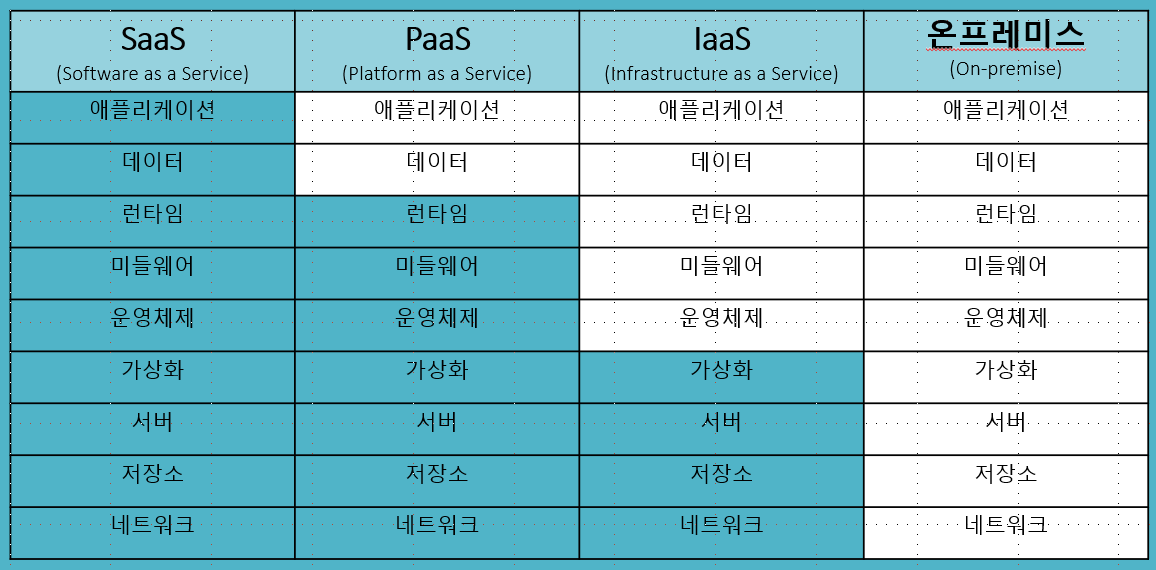 SaaS PaaS IaaS 온프레미스
(Software as a Service) (Platform as a Service) (Infrastructure as a Service) (On-premise)
애플리케이션 애플리케이션 애플리케이션 애플리케이션
데이터 데이터 데이터 데이터
런타임 런타임 런타임 런타임
미들웨어 미들웨어 미들웨어 미들웨어
운영체제 운영체제 운영체제 운영체제
가상화 가상화 가상화 가상화
서버 서버 서버 서버
저장소 저장소 저장소 저장소
네트워크 네트워크 네트워크 네트워크